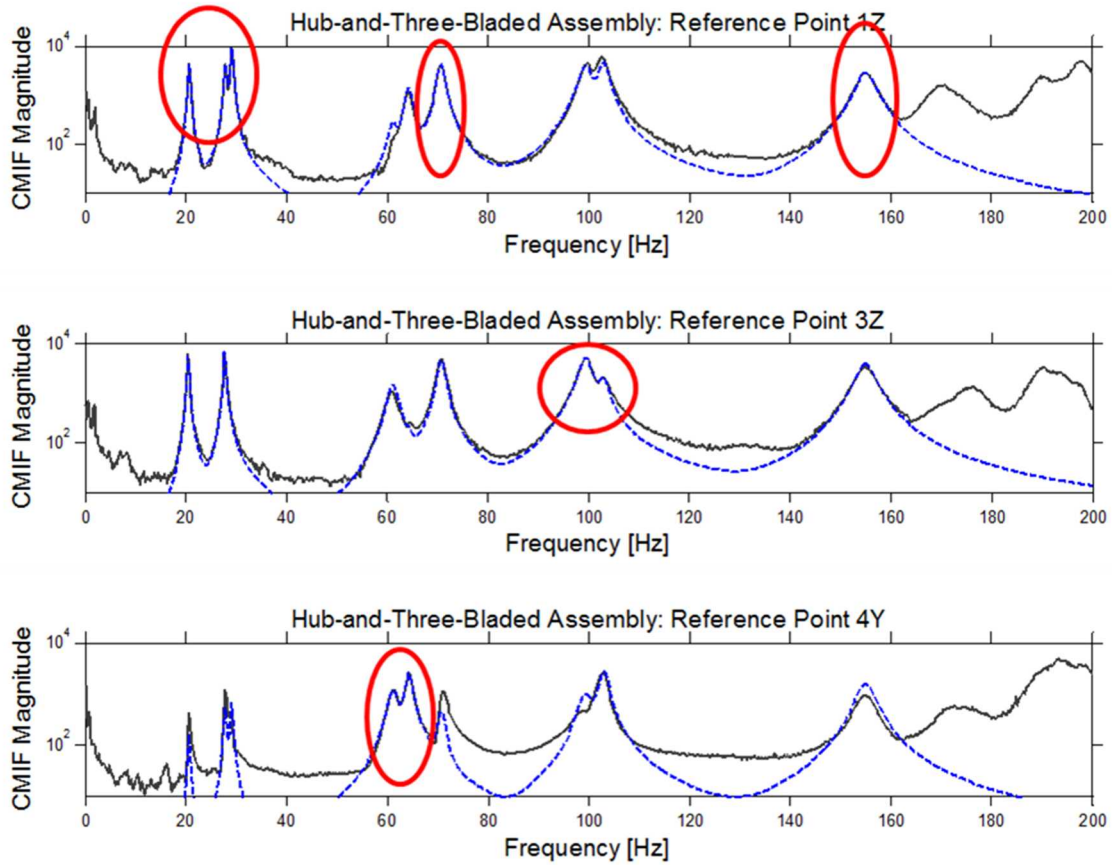 Hub-and-Three-Bladed Assembly: Reference Point 1Z
10^4
10^2
CMIF Magnitude
0 20 40 60 80 100 120 140 160 180 200
Frequency [Hz]
Hub-and-Three-Bladed Assembly: Reference Point 3Z
10^4
10^2
CMIF Magnitude
0 20 40 60 80 100 120 140 160 180 200
Frequency [Hz]
Hub-and-Three-Bladed Assembly: Reference Point 4Y
10^4
10^2
CMIF Magnitude
0 20 40 60 80 100 120 140 160 180 200
Frequency [Hz]